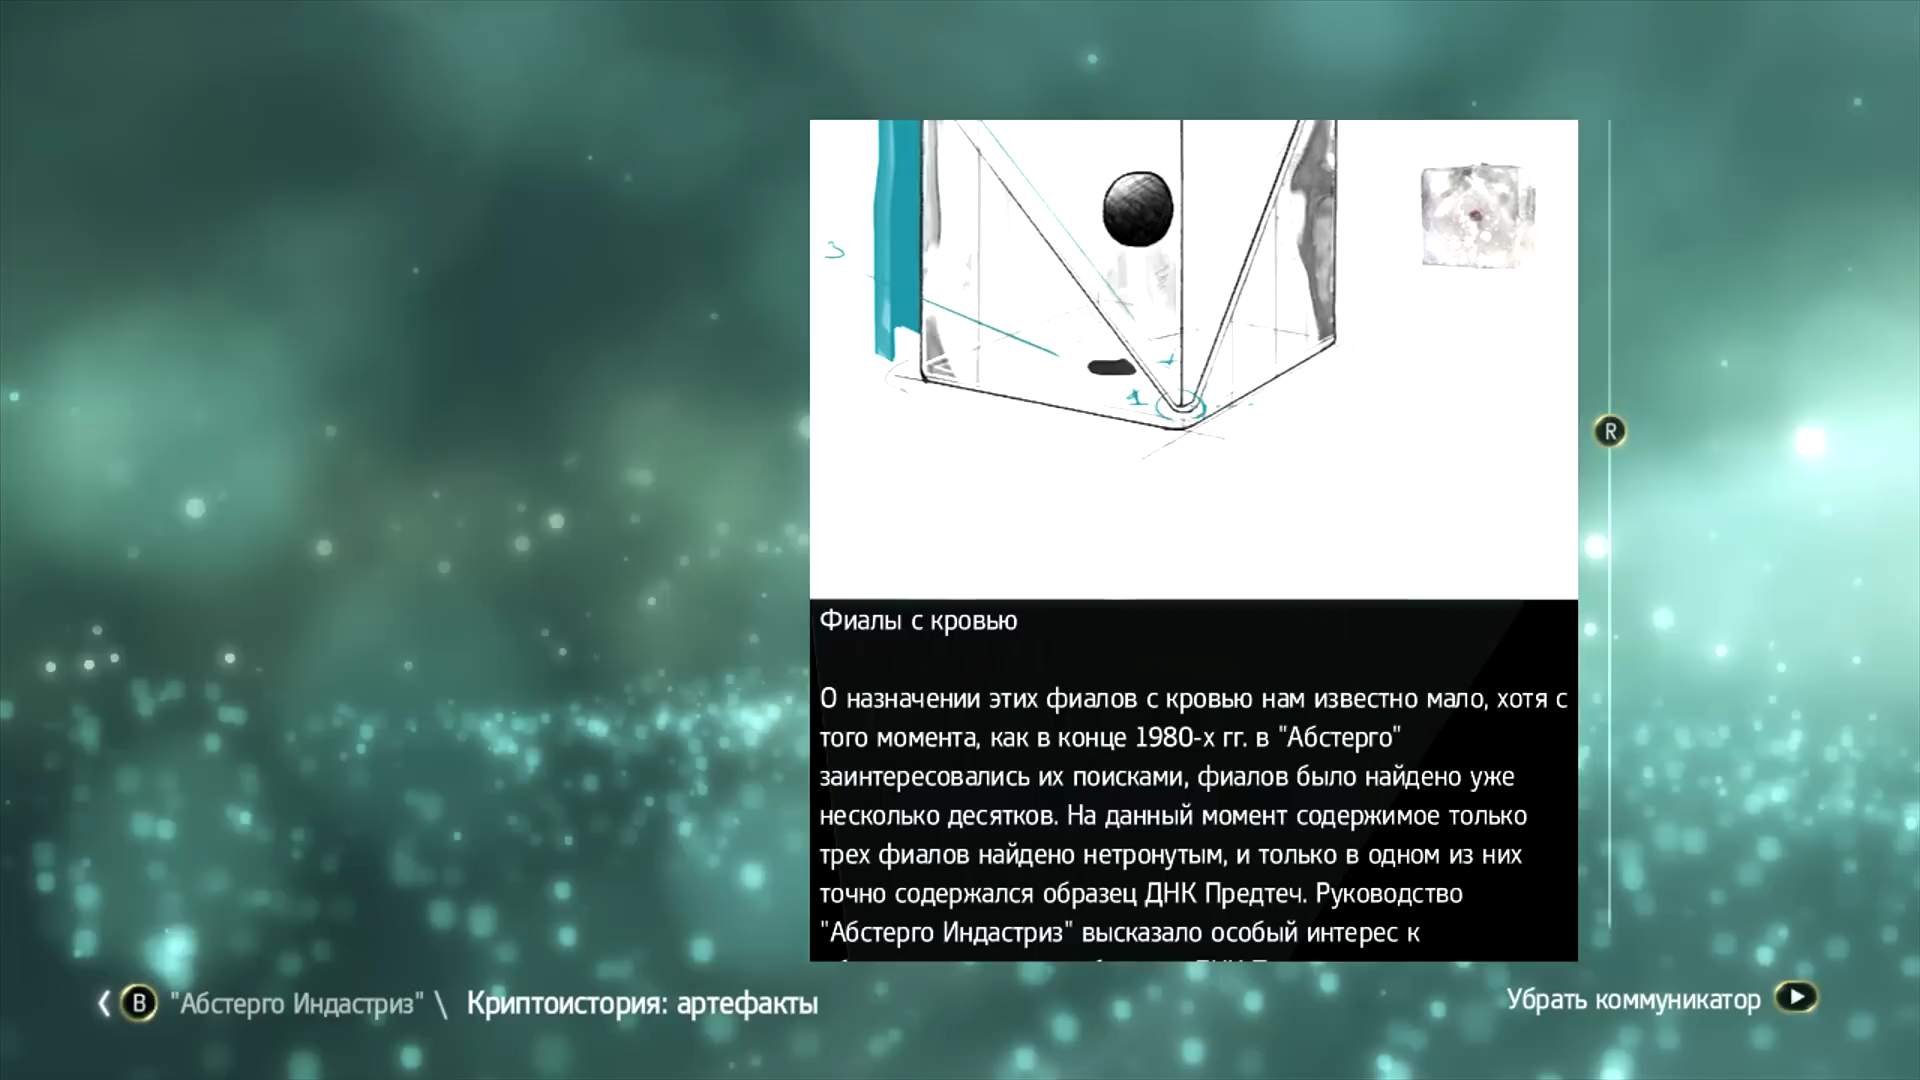 3
1
R
Фиалы с кровью
О назначении этих фиалов с кровью нам известно мало, хотя с
того момента, как в конце 1980-х гг. в "Абстерго"
заинтересовались их поисками, фиалов было найдено уже
несколько десятков. На данный момент содержимое только
трех фиалов найдено нетронутым, и только в одном из них
точно содержался образец ДНК Предтеч. Руководство
"Абстерго Индастриз" высказало особый интерес к
B "Абстерго Индастриз" \ Криптоистория: артефакты
Убрать коммуникатор